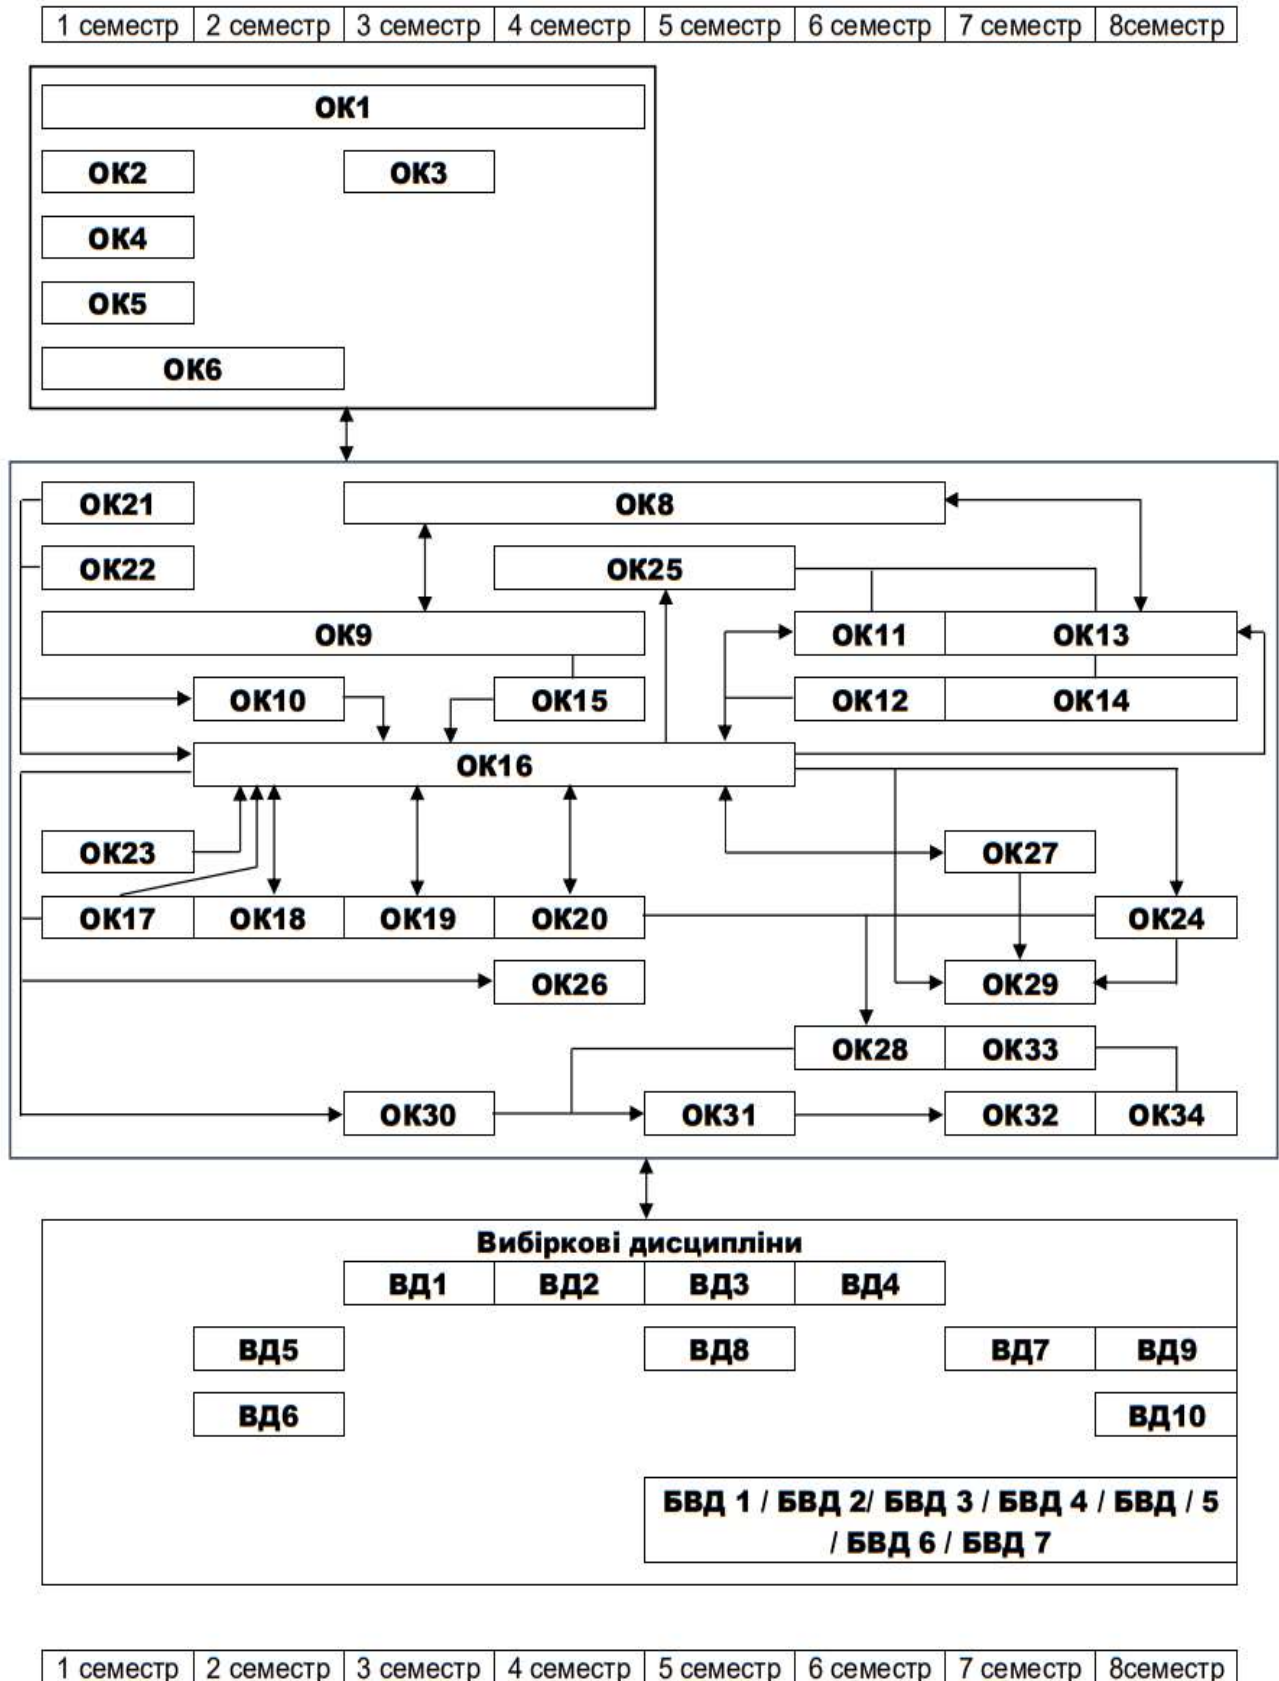 1 семестр 2 семестр 3 семестр 4 семестр 5 семестр 6 семестр 7 семестр 8семестр
ОК1
ОК2 ОК3
ОК4
ОК5
ОК6
ОК21 ОК8
ОК22 ОК25
ОК9 ОК11 ОК13
ОК10 ОК15 ОК12 ОК14
ОК16
ОК23 ОК27
ОК17 ОК18 ОК19 ОК20 ОК24
ОК26 ОК29
ОК28 ОК33
ОК30 ОК31 ОК32 ОК34
Вибіркові дисципліни
ВД1 ВД2 ВД3 ВД4
ВД5 ВД8 ВД7 ВД9
ВД6 ВД10
БВД 1 / БВД 2/ БВД 3 / БВД 4 / БВД / 5
/ БВД 6 / БВД 7
1 семестр 2 семестр 3 семестр 4 семестр 5 семестр 6 семестр 7 семестр 8семестр